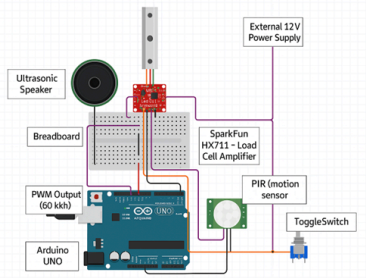 External 12V
Power Supply
Ultrasonic
Speaker
Breadboard
SparkFun
HX711 – Load
Cell Amplifier
PWM Output
(60 kkh)
PIR (motion
sensor
ToggleSwitch
Arduino
UNO
UNO